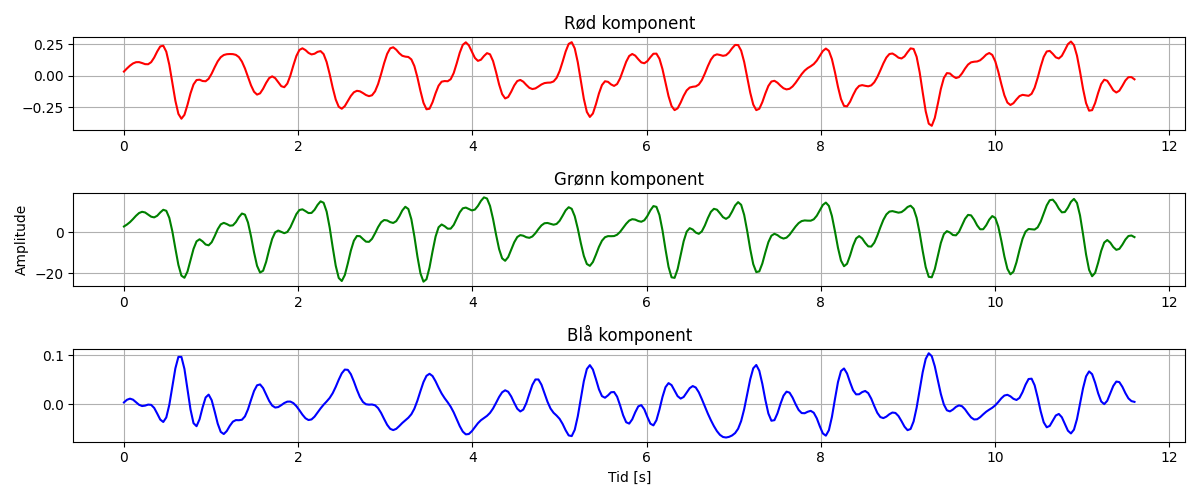 Rød komponent
0.25
0.00
−0.25
0 2 4 6 8 10 12
Grønn komponent
Amplitude
0
−20
0 2 4 6 8 10 12
Blå komponent
0.1
0.0
0 2 4 6 8 10 12
Tid [s]